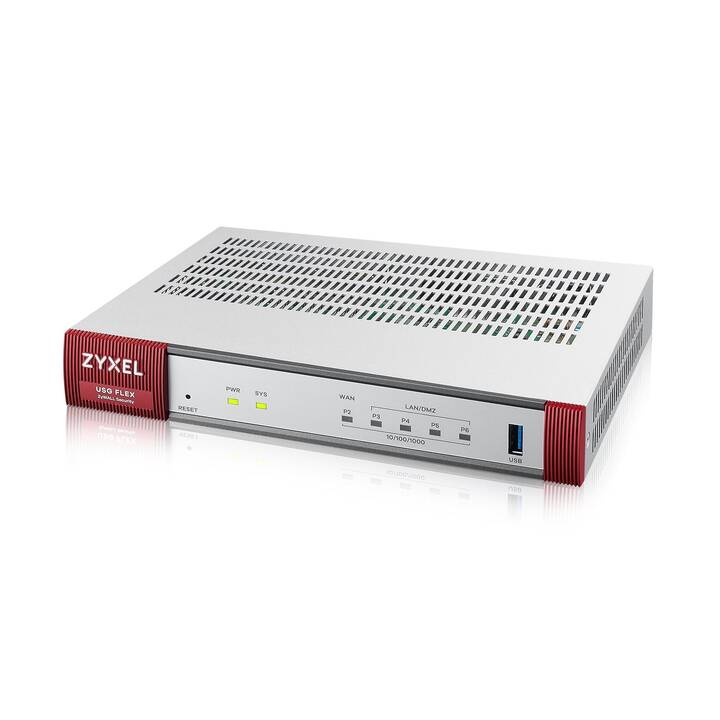 ZYXEL
USG FLEX
ZyWALL Security
RESET
PWR SYS
WAN
LAN/DMZ
P2 P3 P4 P5 P6
10/100/1000
USB